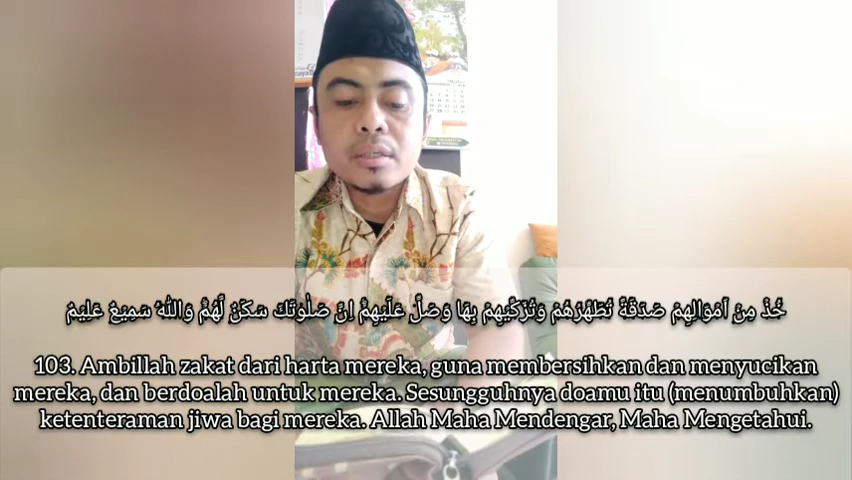 خُذْ مِنْ اَمْوَالِهِمْ صَدَقَةً تُطَهِّرُهُمْ وَتُزَكِّيْهِمْ بِهَا وَصَلِّ عَلَيْهِمْۗ اِنَّ صَلٰوتَكَ سَكَنٌ لَّهُمْۗ وَاللّٰهُ سَمِيْعٌ عَلِيْمٌ
103. Ambillah zakat dari harta mereka, guna membersihkan dan menyucikan
mereka, dan berdoalah untuk mereka. Sesungguhnya doamu itu (menumbuhkan)
ketenteraman jiwa bagi mereka. Allah Maha Mendengar, Maha Mengetahui.